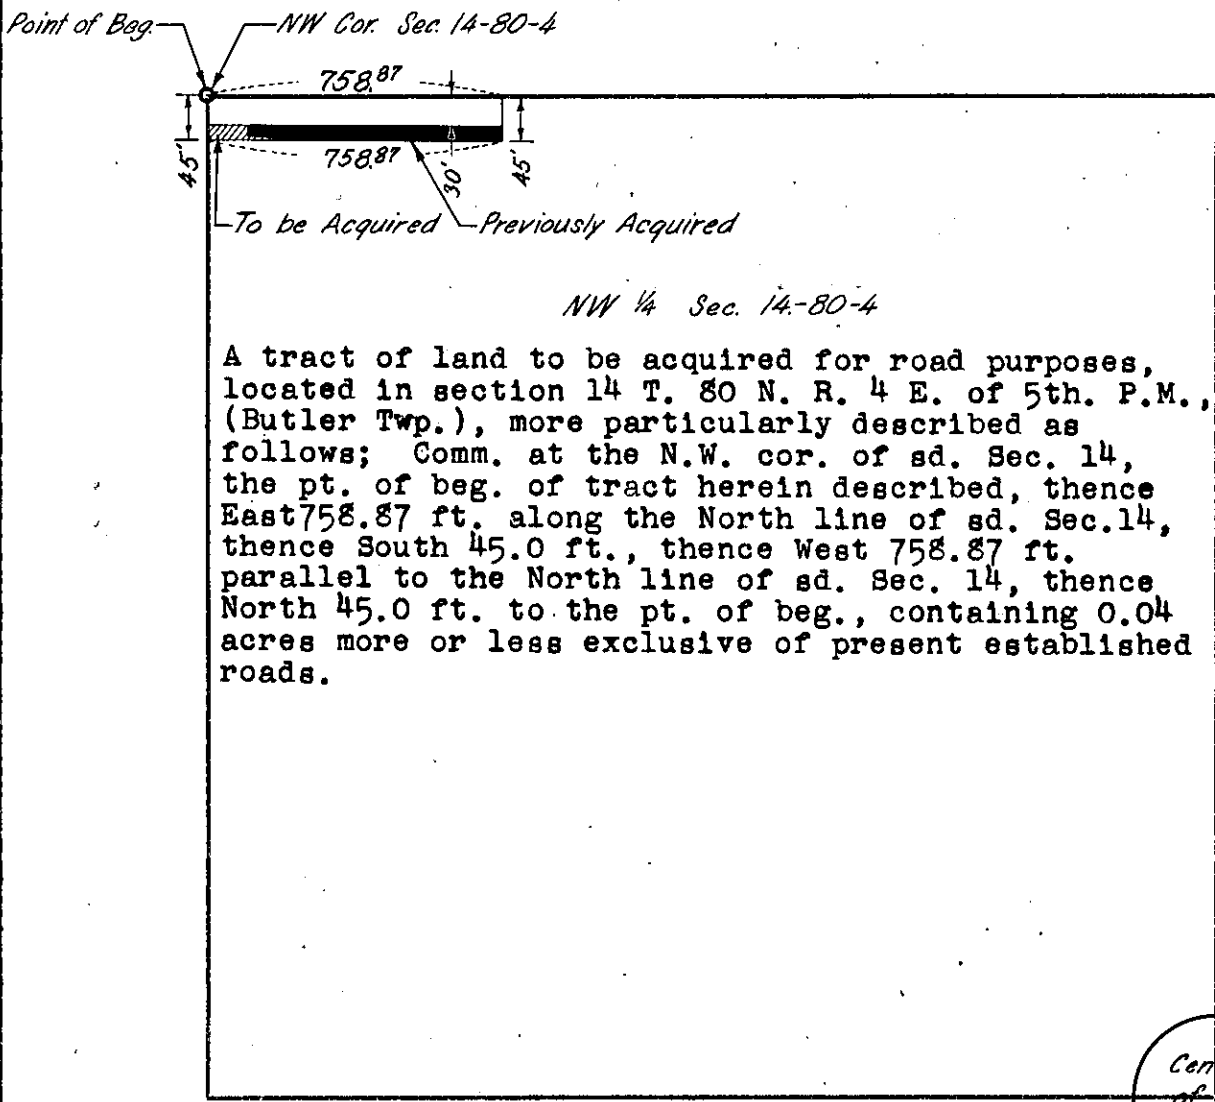 Point of Beg.
NW Cor. Sec. 14-80-4
758.87
45'
758.87
30'
45'
To be Acquired
Previously Acquired
NW 1/4 Sec. 14-80-4
A tract of land to be acquired for road purposes,
located in section 14 T. 80 N. R. 4 E. of 5th. P.M.,
(Butler Twp.), more particularly described as
follows; Comm. at the N.W. cor. of sd. Sec. 14,
the pt. of beg. of tract herein described, thence
East758.87 ft. along the North line of sd. Sec.14,
thence South 45.0 ft., thence West 758.87 ft.
parallel to the North line of sd. Sec. 14, thence
North 45.0 ft. to the pt. of beg., containing 0.04
acres more or less exclusive of present established
roads.
Cen
of